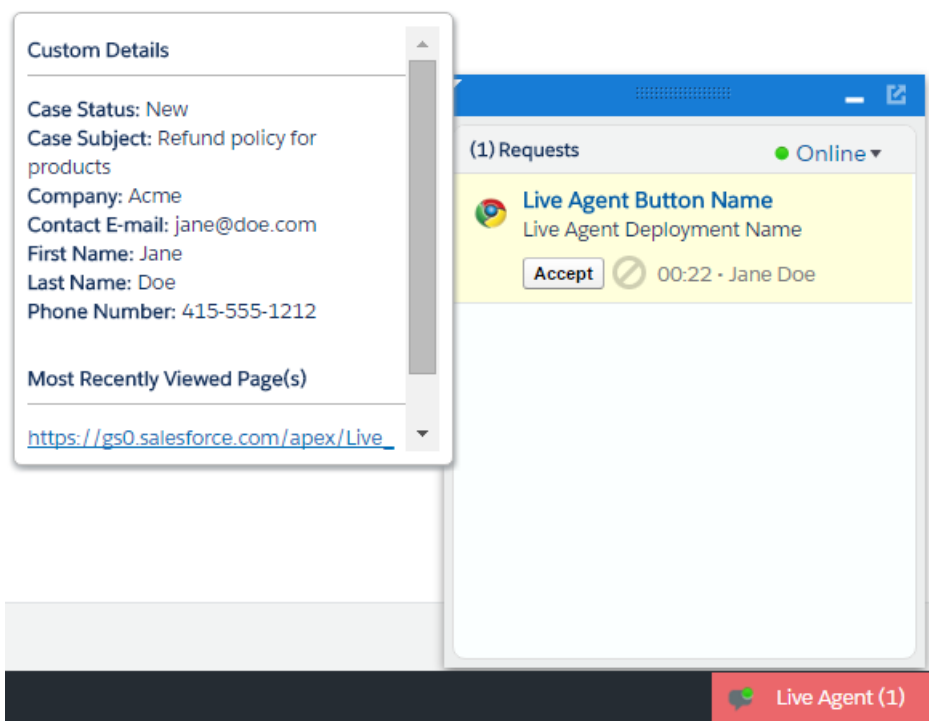 Custom Details
Case Status: New
Case Subject: Refund policy for
products
Company: Acme
Contact E-mail: jane@doe.com
First Name: Jane
Last Name: Doe
Phone Number: 415-555-1212
Most Recently Viewed Page(s)
https://gs0.salesforce.com/apex/Live_
(1) Requests
Online
Live Agent Button Name
Live Agent Deployment Name
Accept 00:22 · Jane Doe
Live Agent (1)